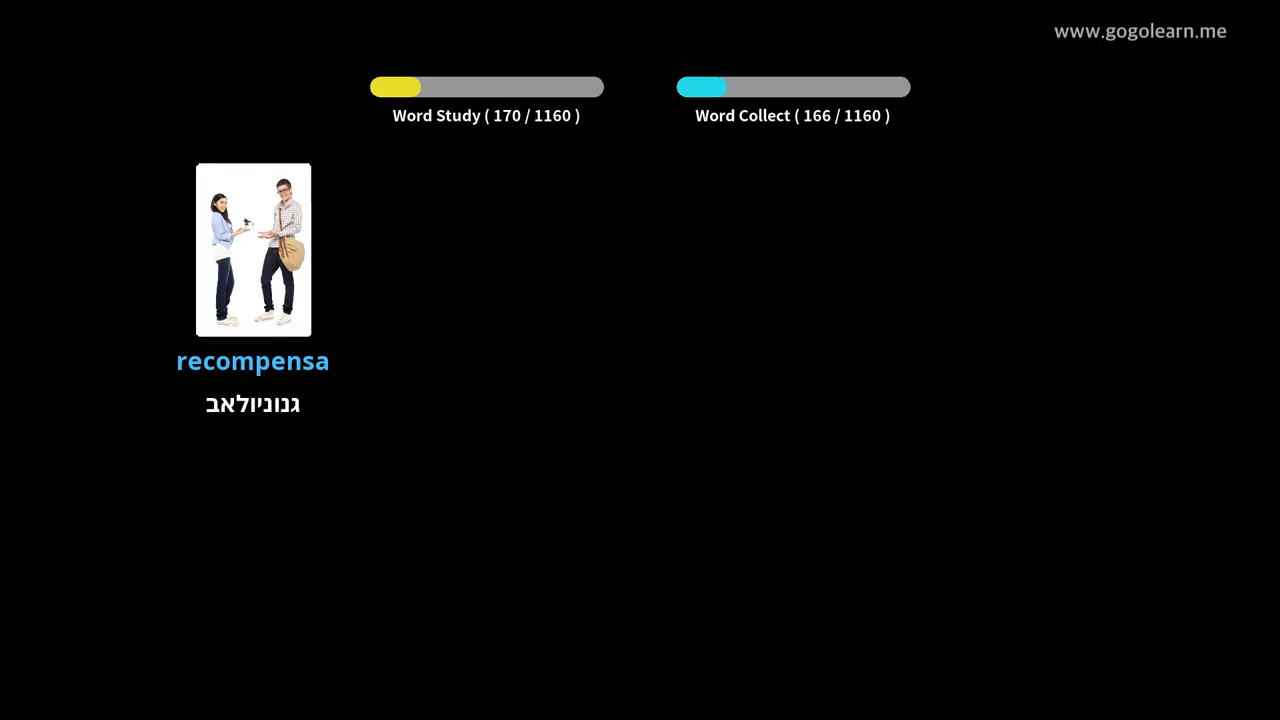 www.gogolearn.me
Word Study ( 170 / 1160 )
Word Collect ( 166 / 1160 )
recompensa
גנוניולאב